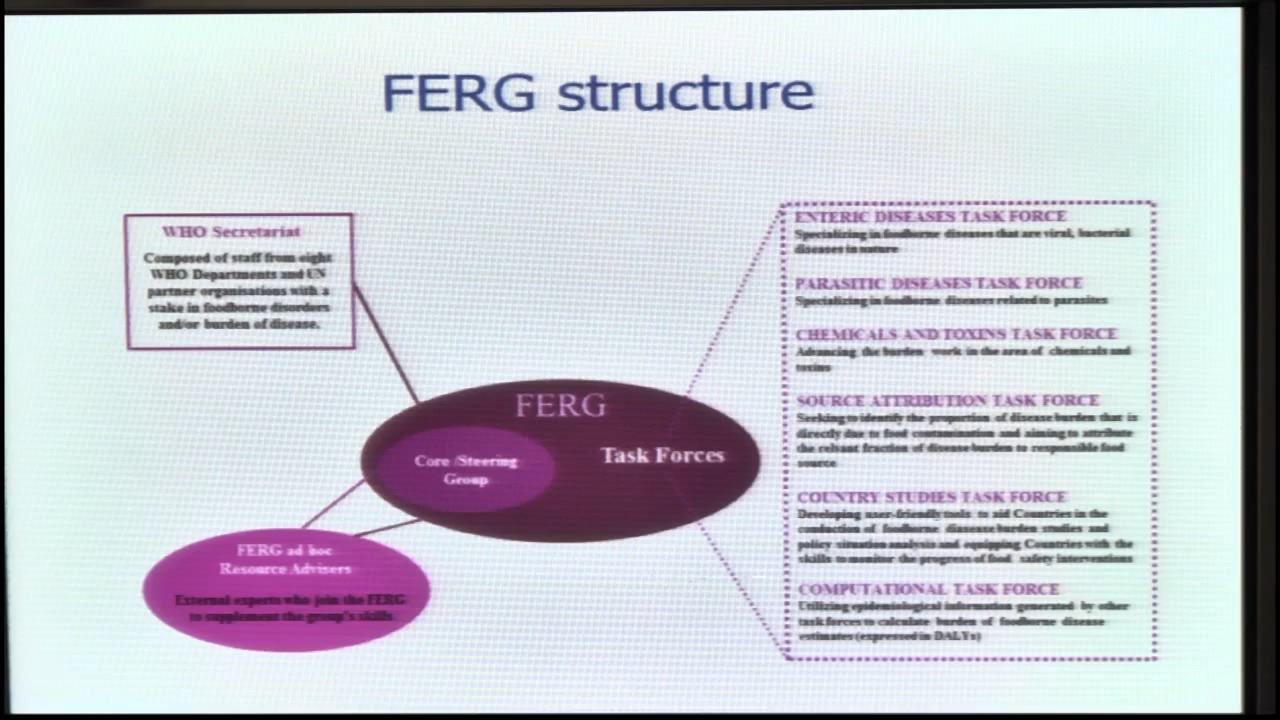 FERG structure
WHO Secretariat
Composed of staff from eight
WHO Departments and UN
partner organisations with a
stake in foodborne disorders
and/or burden of disease.
FERG
Core /Steering
Group
Task Forces
FERG ad hoc
Resource Advisers
External experts who join the FERG
to supplement the group's skills
ENTERIC DISEASES TASK FORCE
Specializing in foodborne diseases that are viral, bacterial
diseases in nature
PARASITIC DISEASES TASK FORCE
Specializing in foodborne diseases related to parasites
CHEMICALS AND TOXINS TASK FORCE
Advancing the burden work in the area of chemicals and
toxins
SOURCE ATTRIBUTION TASK FORCE
Seeking to identify the proportion of disease burden that is
directly due to food contamination and aiming to attribute
the relvant fraction of disease burden to responsible food
source
COUNTRY STUDIES TASK FORCE
Developing user-friendly tools to aid Countries in the
conduction of foodborne diasease burden studies and
policy situation analysis and equipping Countries with the
skills to monitor the progress of food safety interventions
COMPUTATIONAL TASK FORCE
Utilizing epidemiological information generated by other
task forces to calculate burden of foodborne disease
estimates (expressed in DALYs)